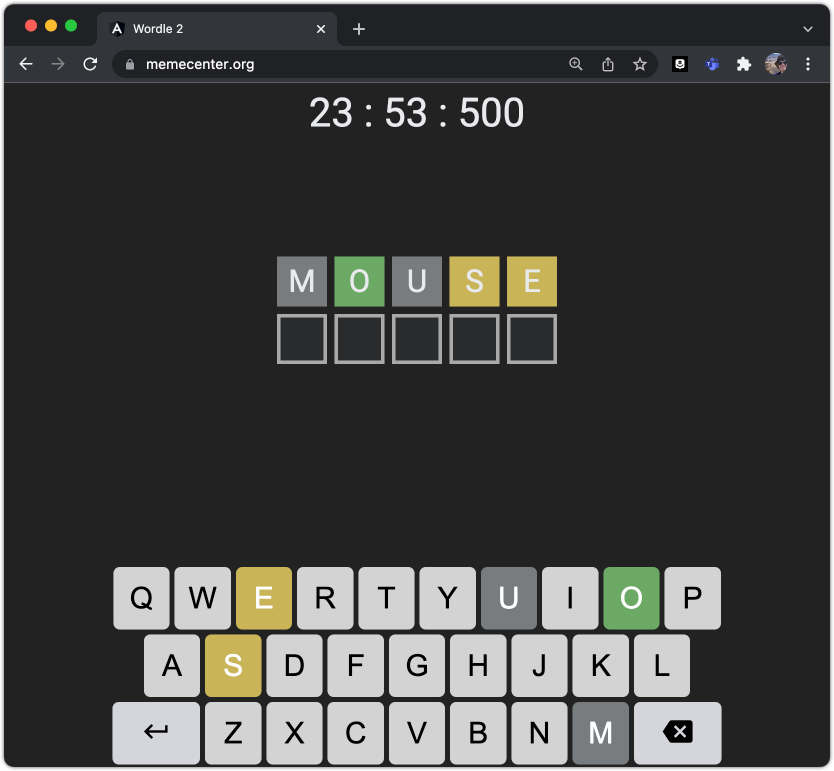 Wordle 2
memecenter.org
23 : 53 : 500
M O U S E
Q W E R T Y U I O P
A S D F G H J K L
Z X C V B N M